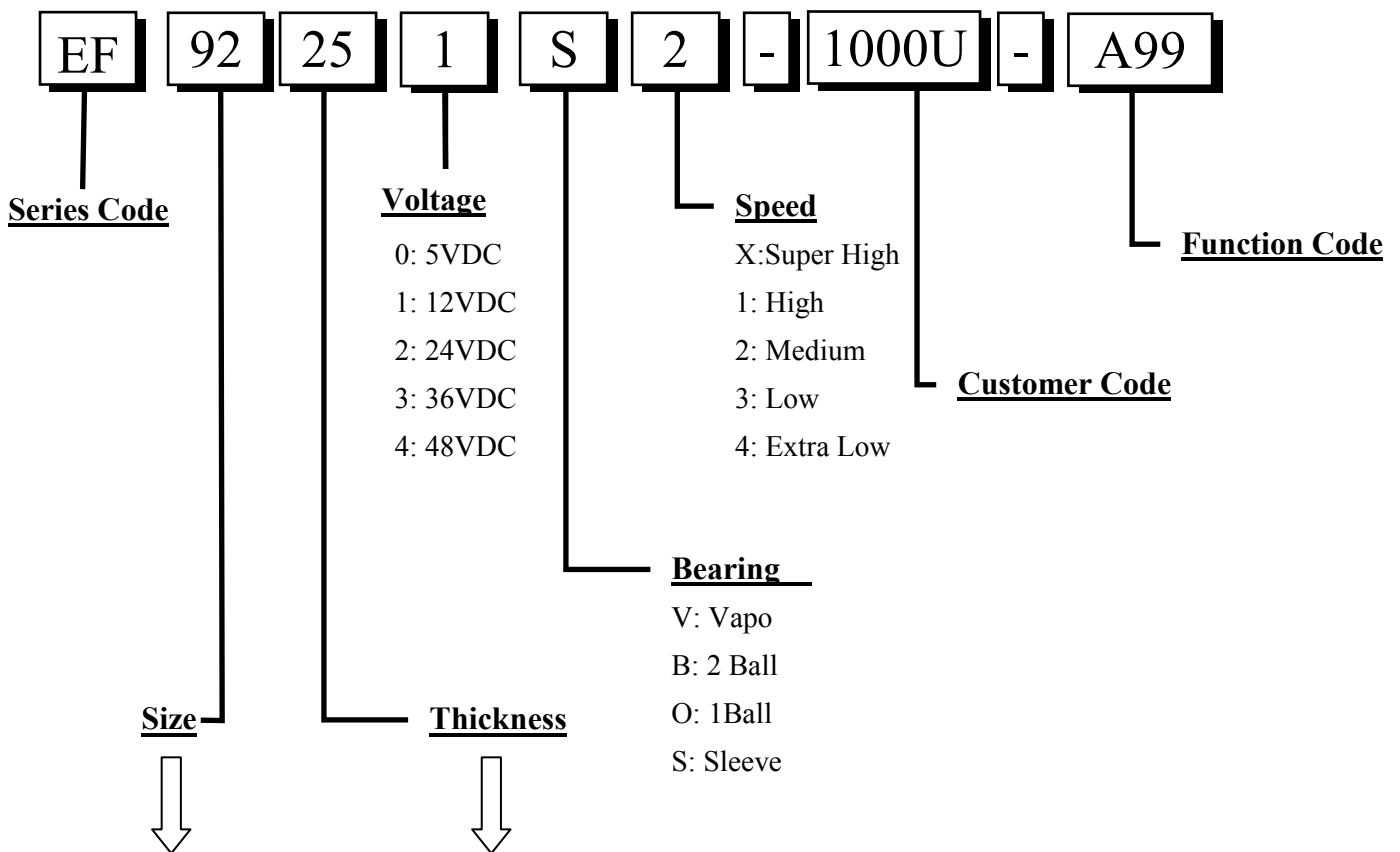 EF 92 25 1 S 2 - 1000U - A99
Series Code
Voltage
0: 5VDC
1: 12VDC
2: 24VDC
3: 36VDC
4: 48VDC
Speed
X:Super High
1: High
2: Medium
3: Low
4: Extra Low
Function Code
Customer Code
Bearing
V: Vapo
B: 2 Ball
O: 1Ball
S: Sleeve
Size
Thickness